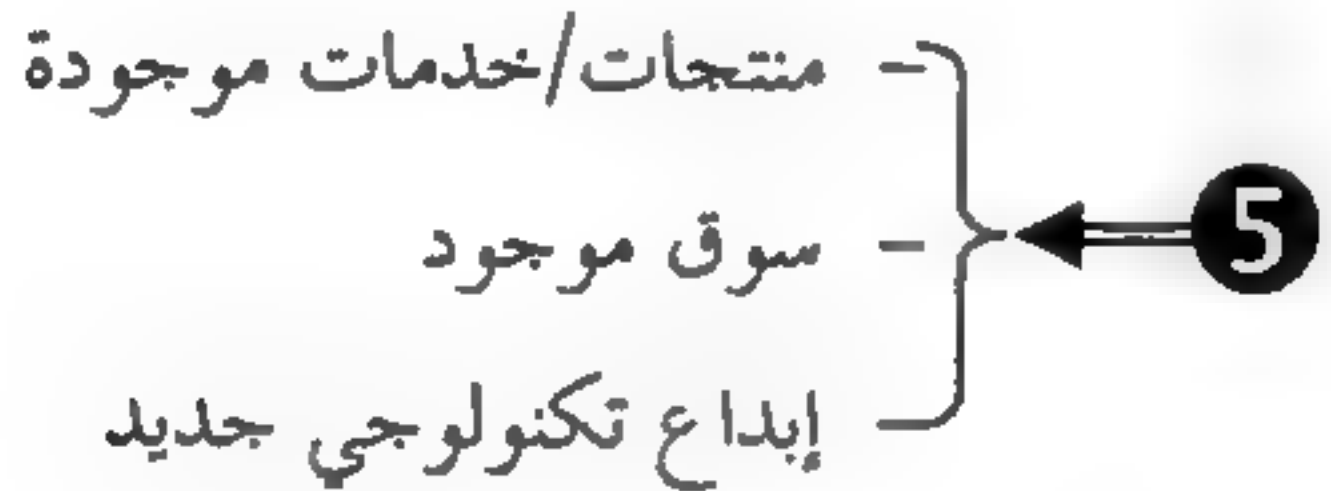 - منتجات/خدمات موجودة
5
- سوق موجود
- إبداع تكنولوجي جديد